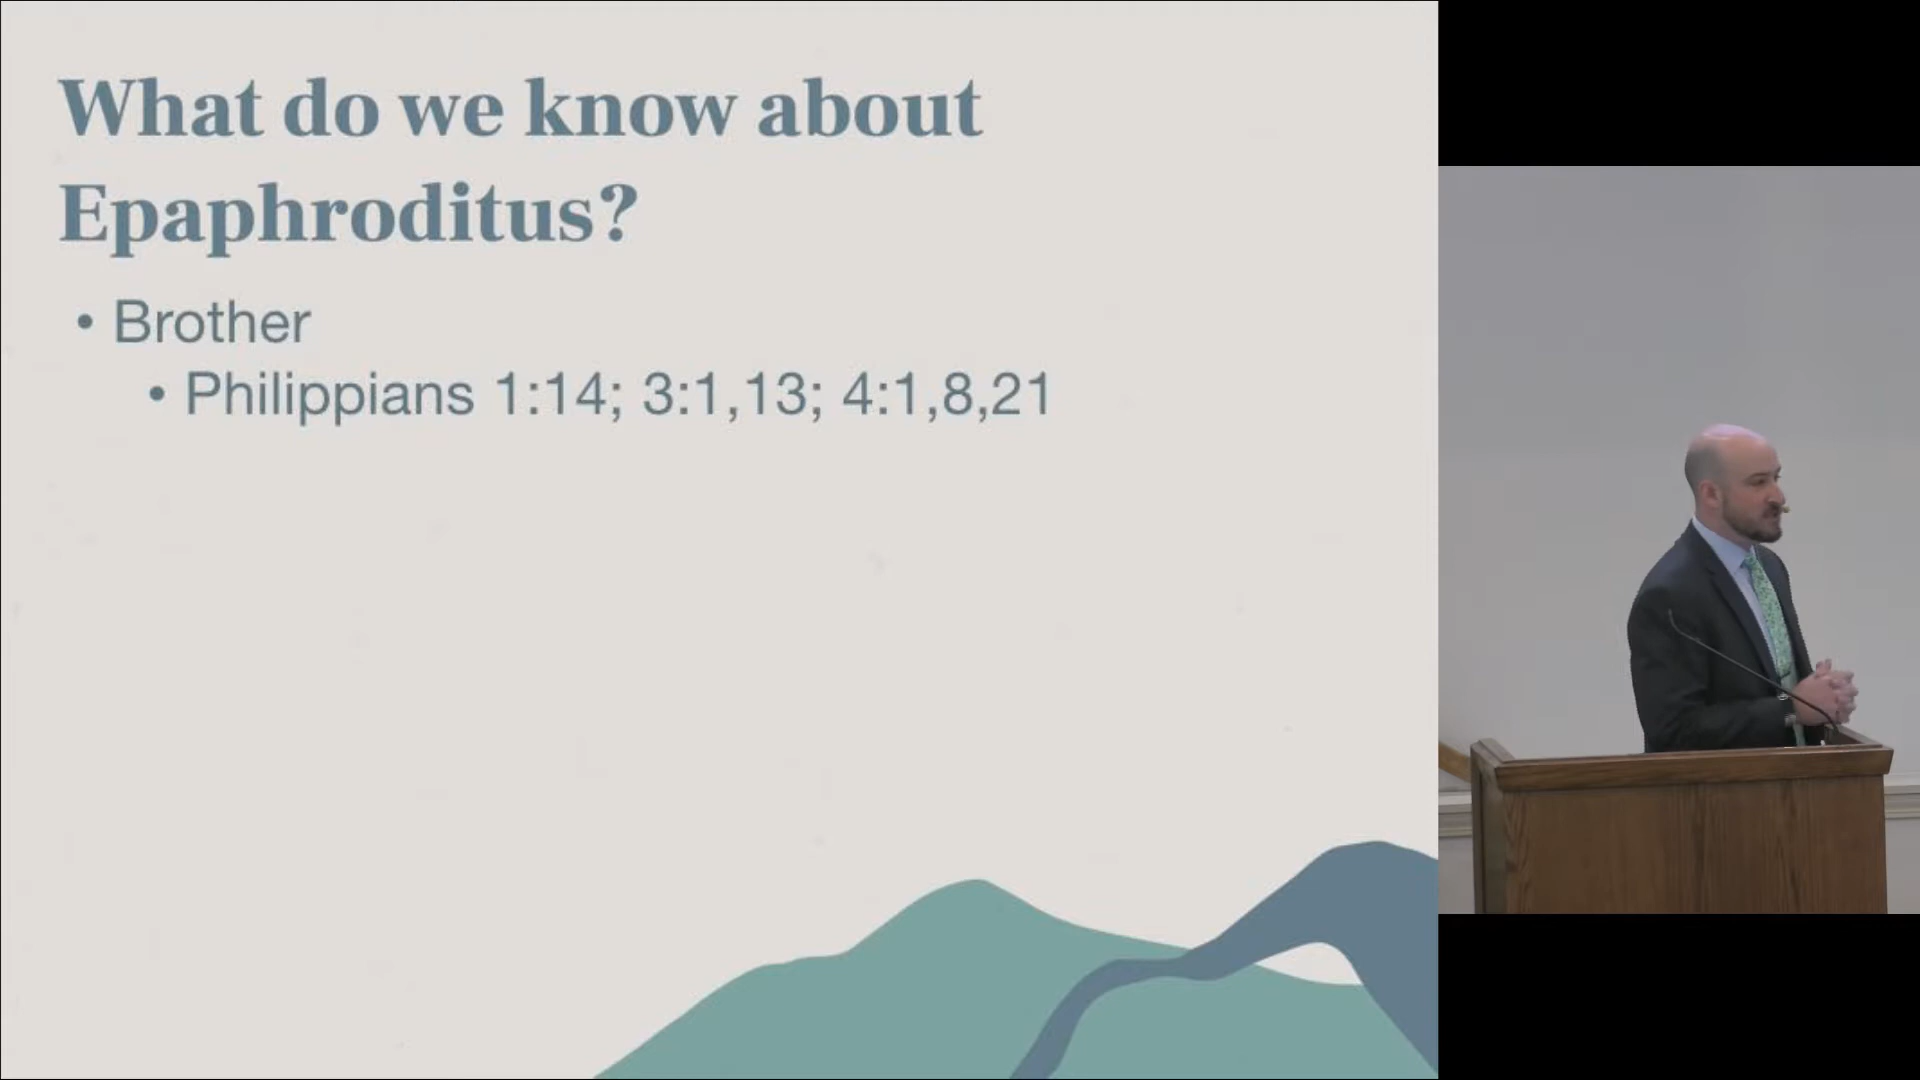 What do we know about
Epaphroditus?
• Brother
• Philippians 1:14; 3:1,13; 4:1,8,21